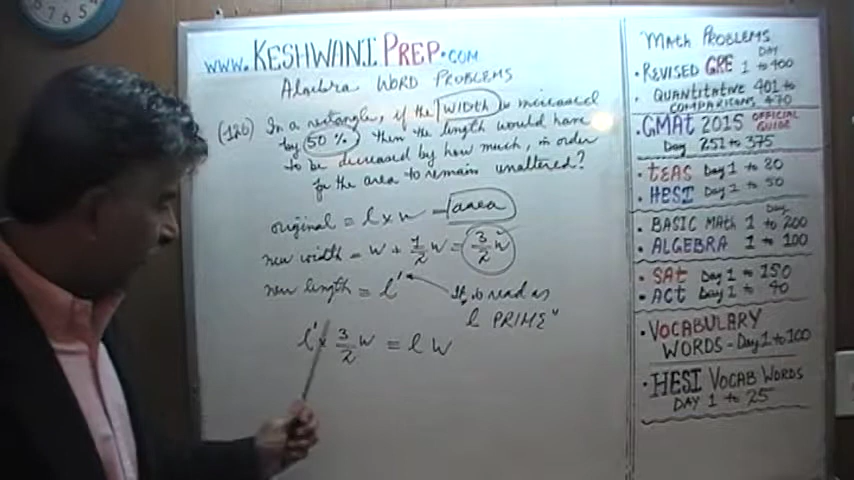 www.KESHWANIPREP.COM
Algebra WORD PROBLEMS
(126) In a rectangle, if the WIDTH is increased
by 50% then the length would have
to be decreased by how much, in order
for the area to remain unaltered?
original = l x w = area
new width = w + 1/2 w = 3/2 w
new length = l'
It is read as
l PRIME"
l' x 3/2 w = l w
MATH PROBLEMS
DAY
• REVISED GRE 1 to 400
• QUANTITATIVE 401 to
COMPARISONS 470
• GMAT 2015 OFFICIAL
GUIDE
Day 251 to 375
• TEAS Day 1 to 80
• HESI Day 1 to 50
Day
• BASIC MATH 1 to 200
• ALGEBRA 1 to 100
• SAT Day 1 to 150
• ACT Day 1 to 40
• VOCABULARY
WORDS - Day 1 to 100
• HESI VOCAB WORDS
DAY 1 to 25
7 6 5